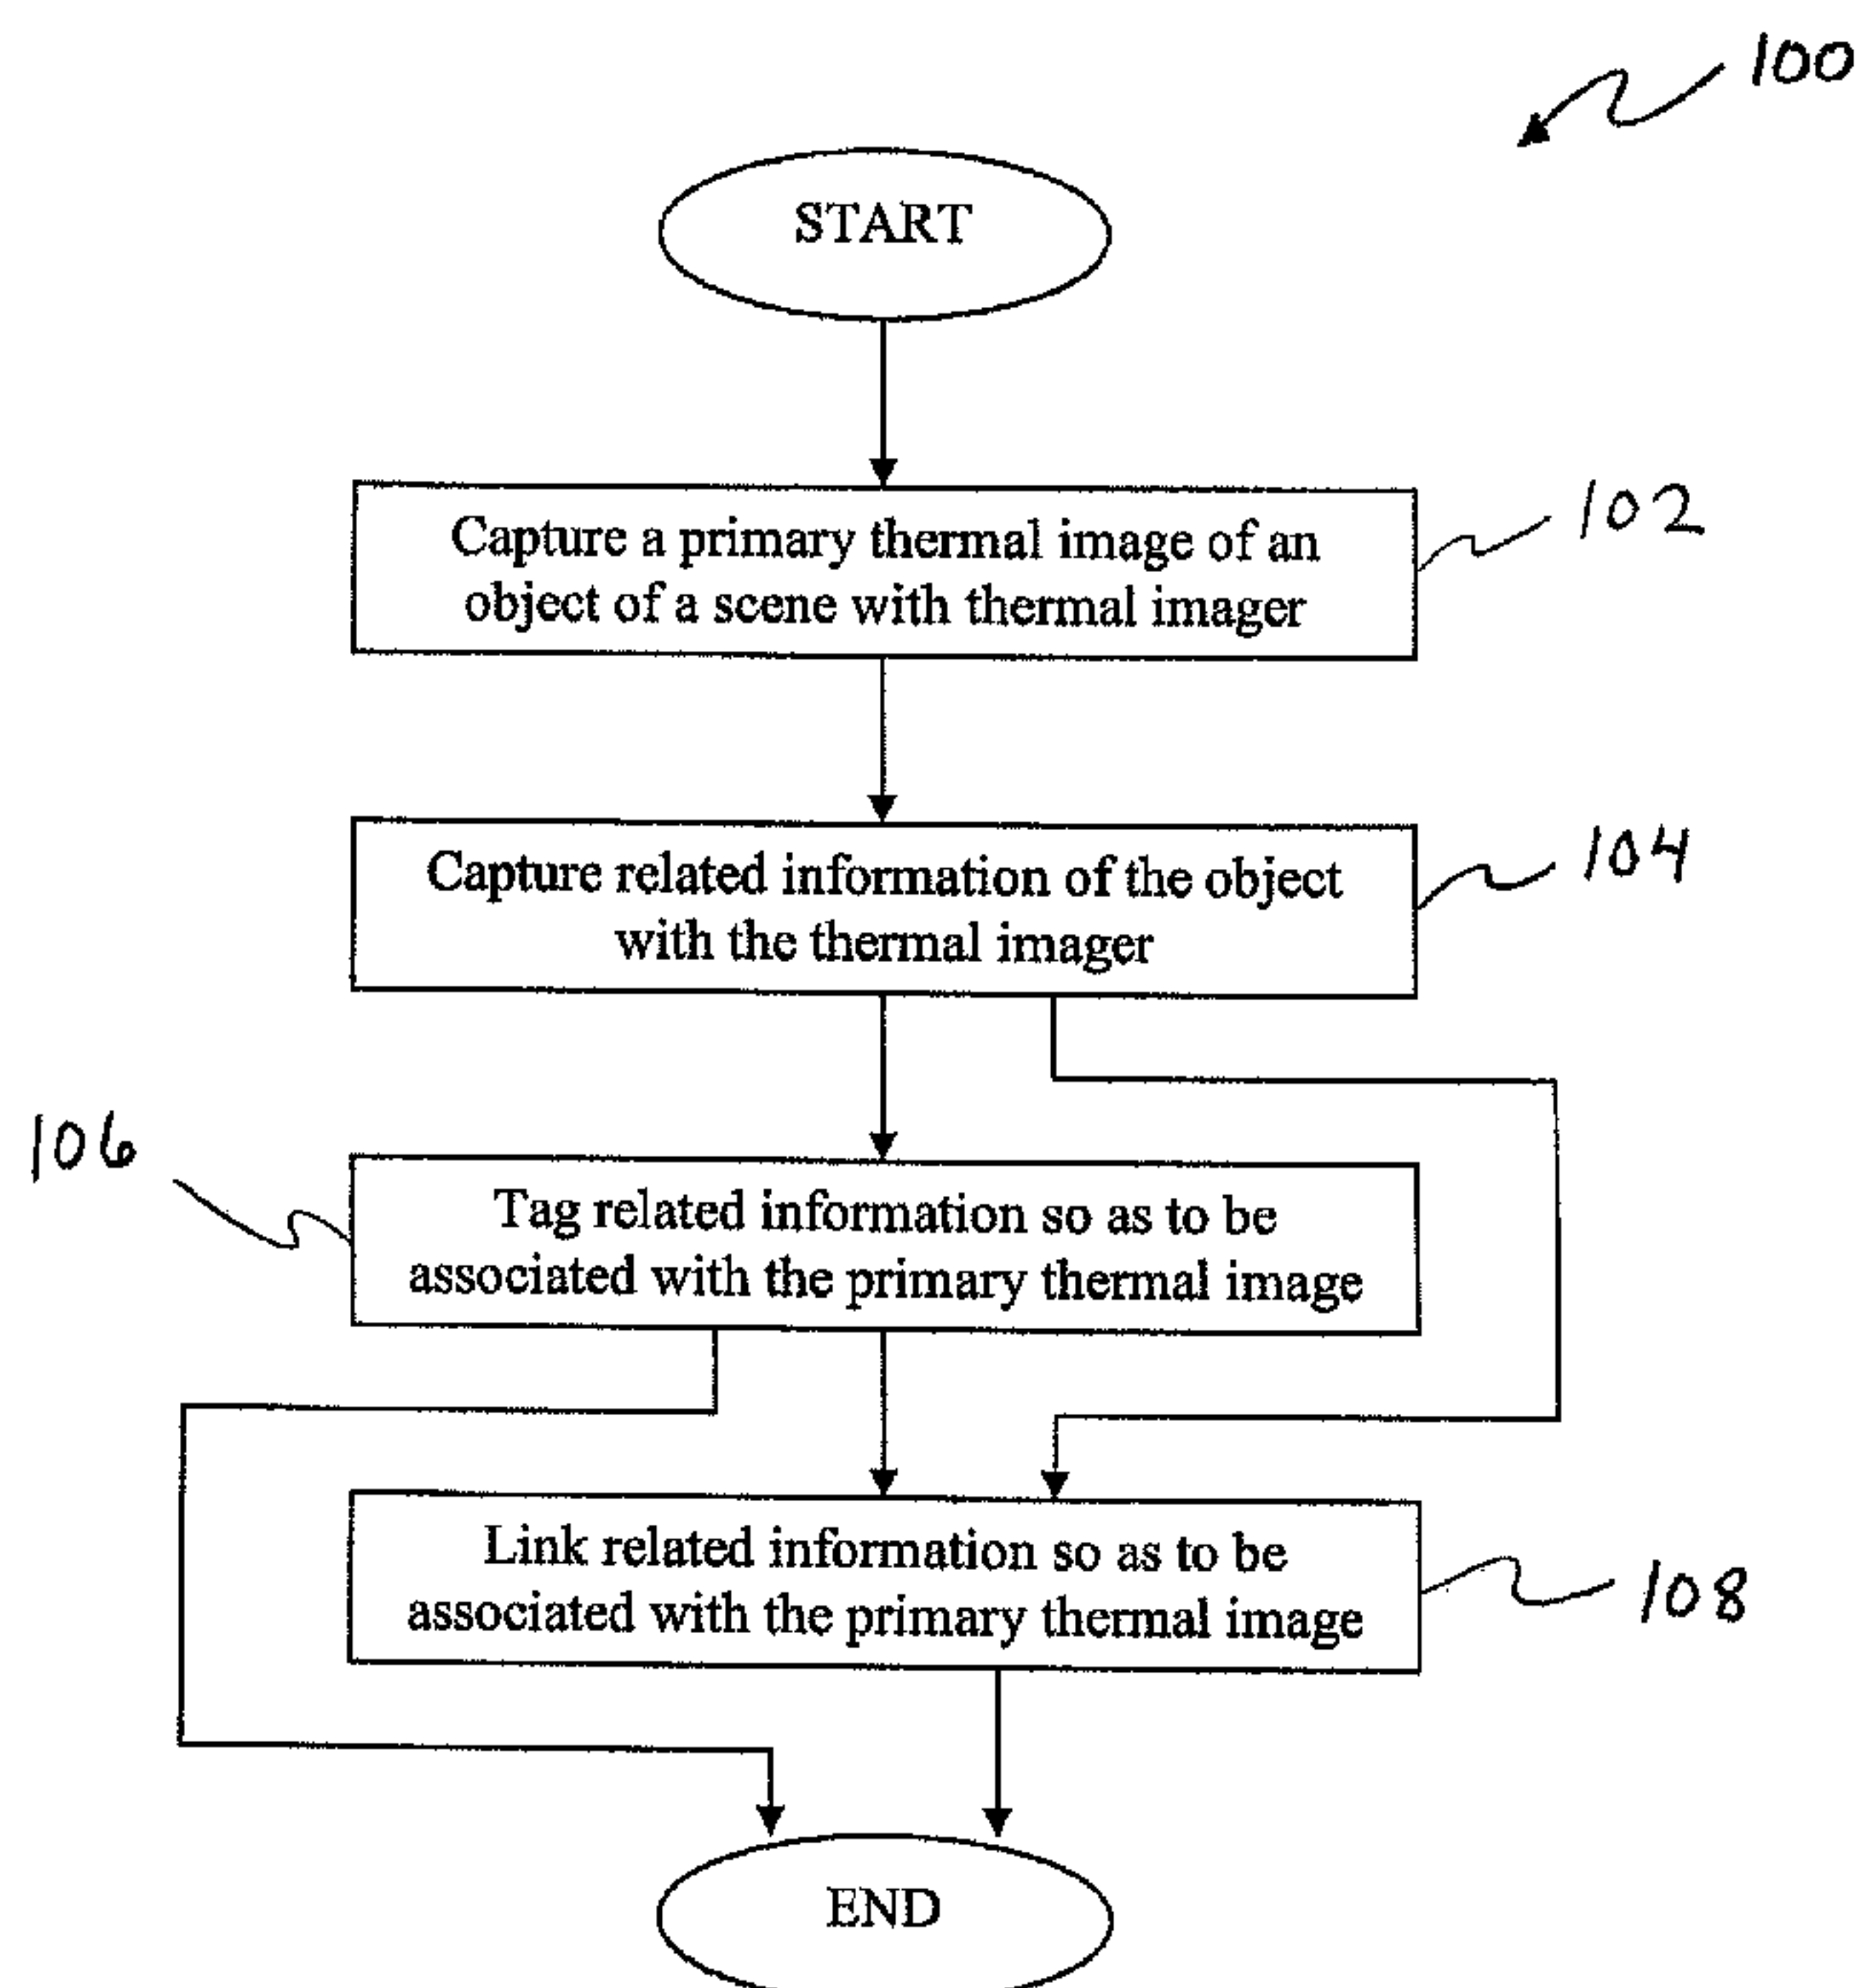 100
START
Capture a primary thermal image of an
object of a scene with thermal imager
102
Capture related information of the object
with the thermal imager
104
106
Tag related information so as to be
associated with the primary thermal image
Link related information so as to be
associated with the primary thermal image
108
END